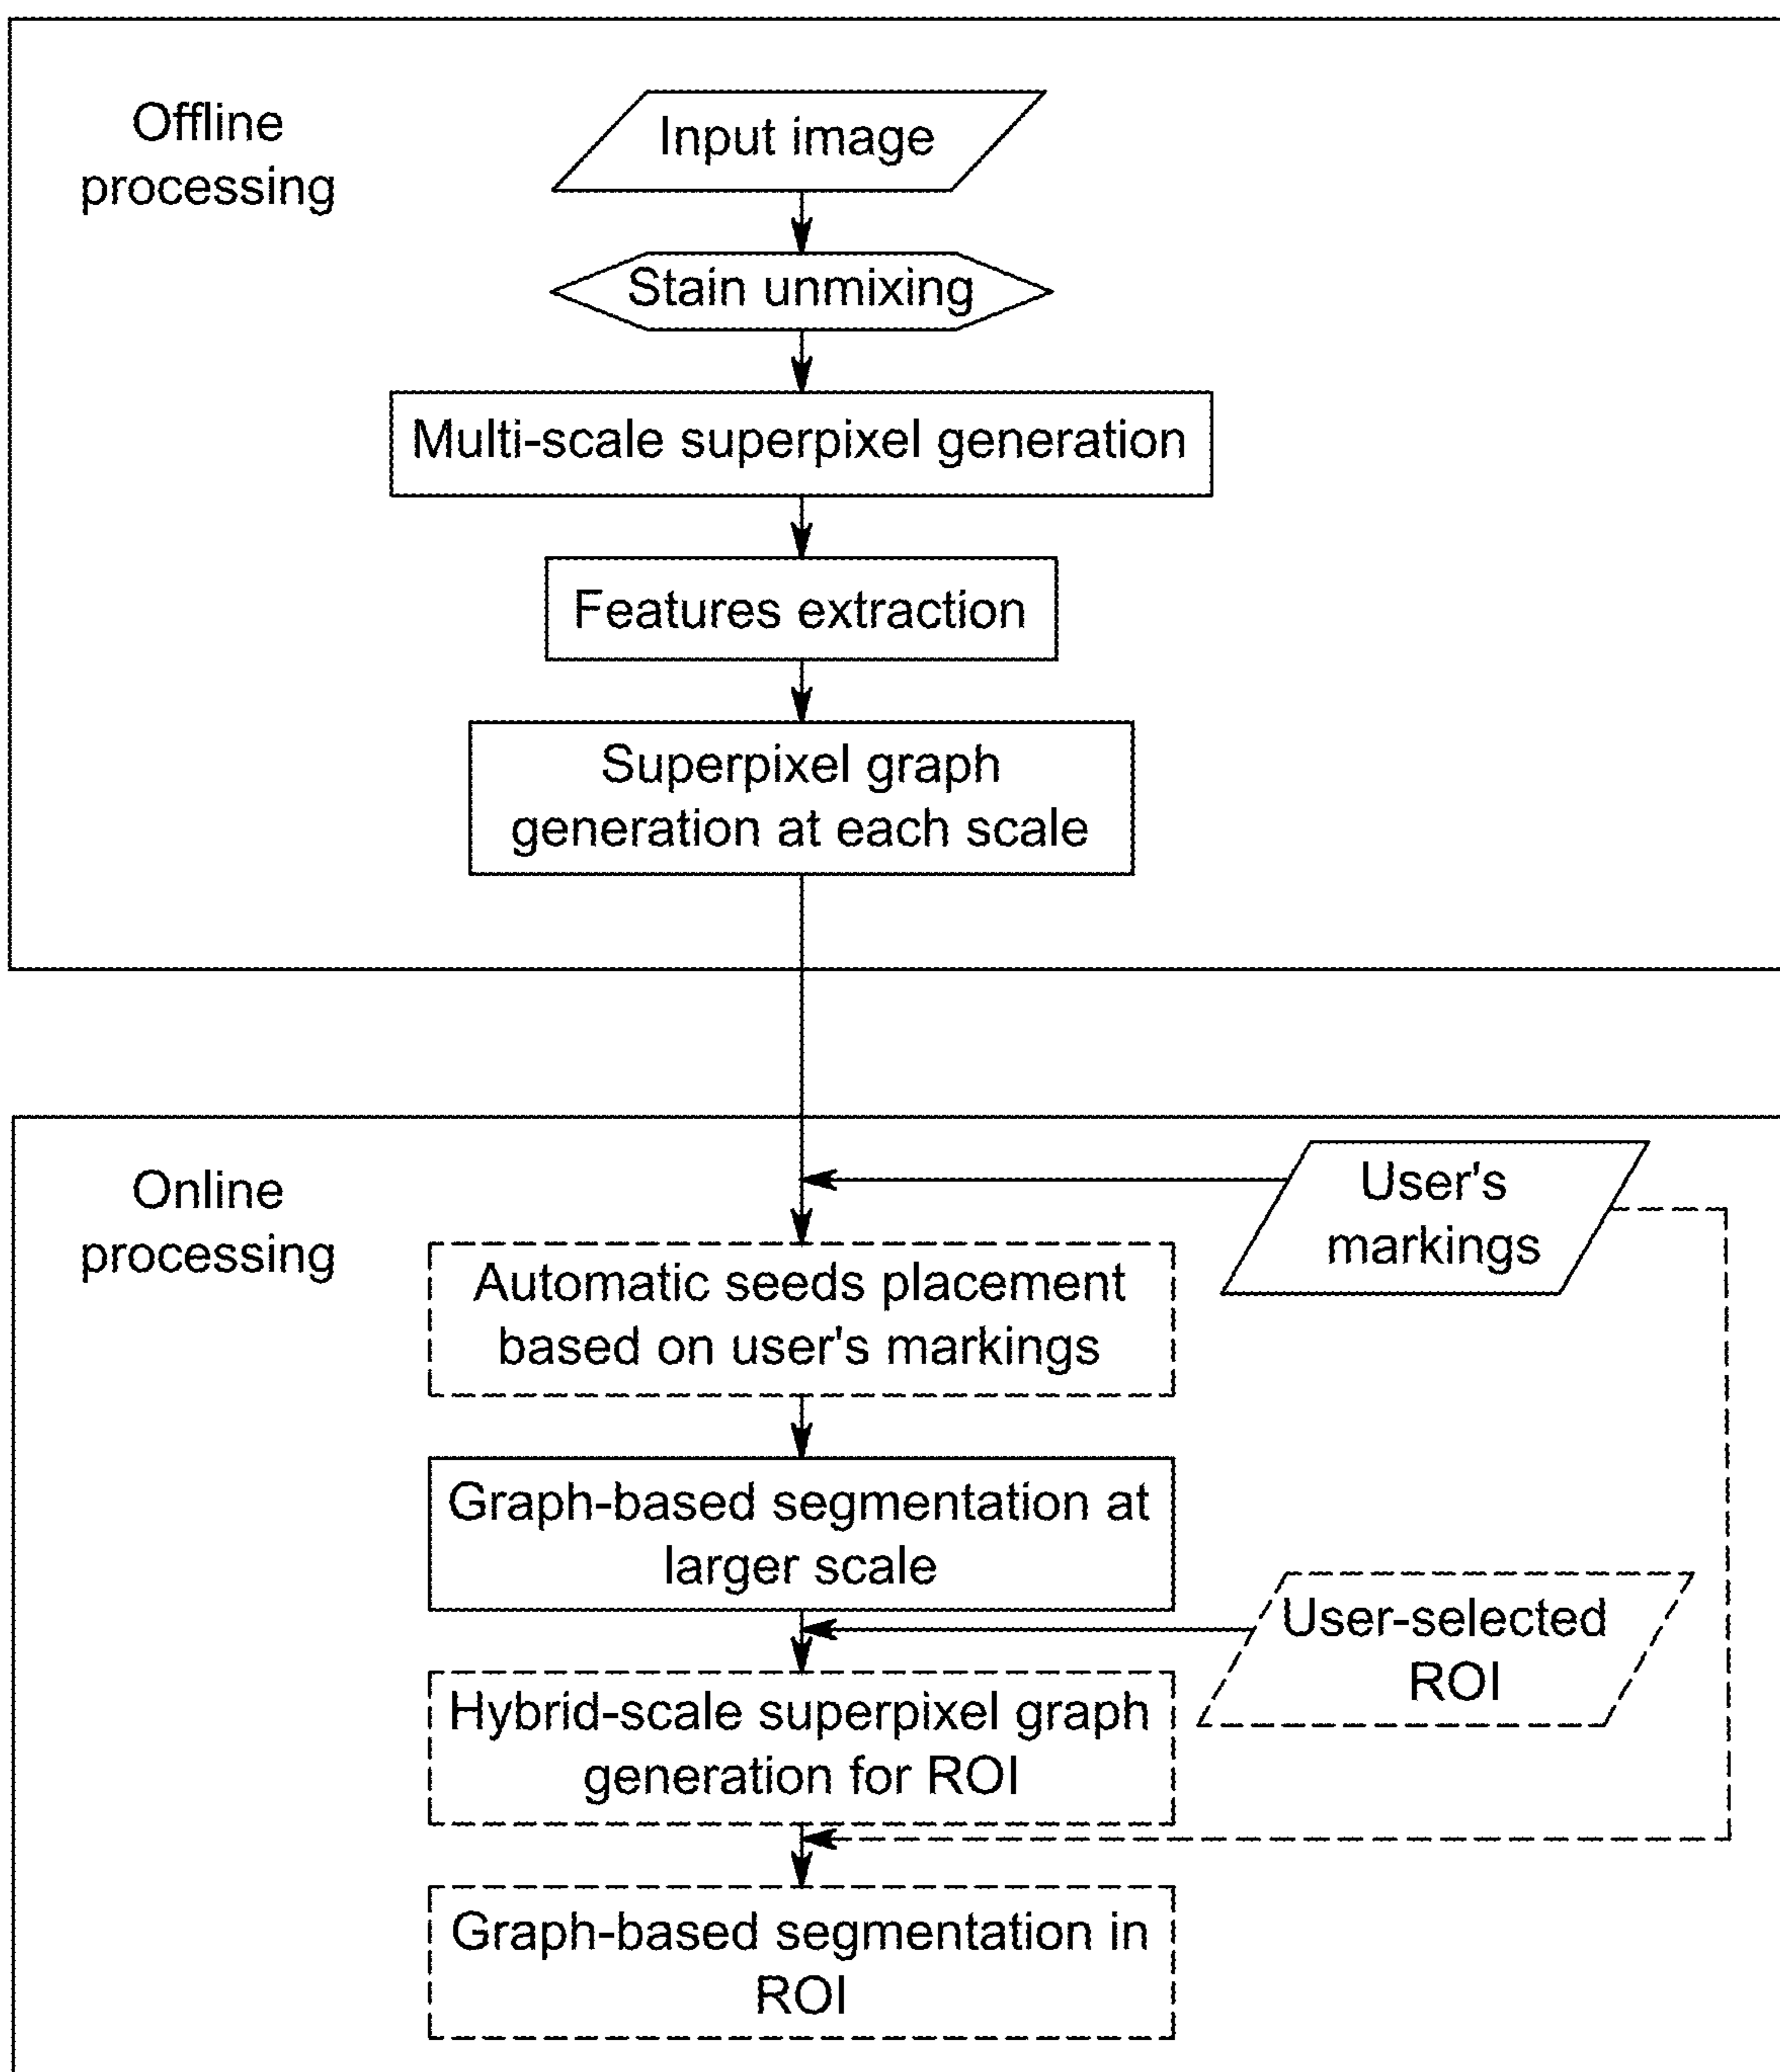 Offline
processing
Input image
Stain unmixing
Multi-scale superpixel generation
Features extraction
Superpixel graph
generation at each scale
Online
processing
User's
markings
Automatic seeds placement
based on user's markings
Graph-based segmentation at
larger scale
User-selected
ROI
Hybrid-scale superpixel graph
generation for ROI
Graph-based segmentation in
ROI